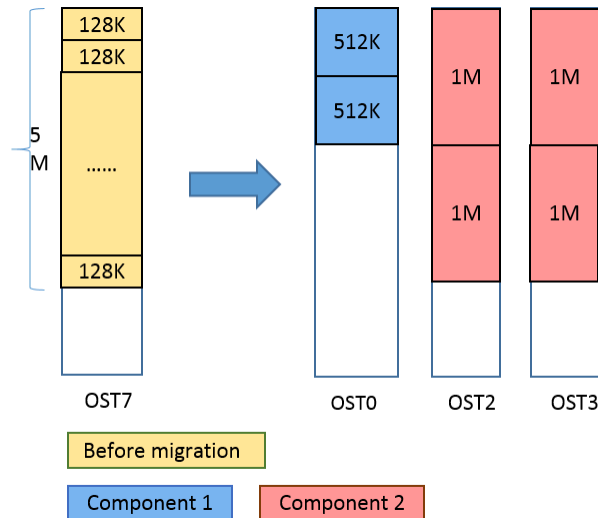 128K
128K
5
M
......
128K
512K
512K
1M
1M
1M
1M
OST7
OST0
OST2
OST3
Before migration
Component 1
Component 2